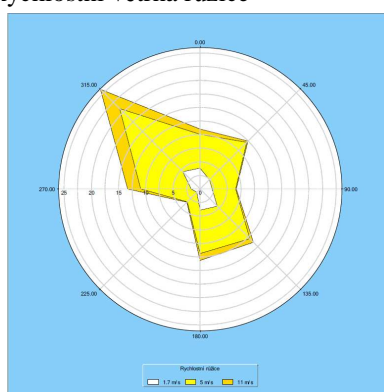 rychlostní větrná růžice
0.00
315.00
45.00
270.00 25 20 15 10 5 0 90.00
225.00
135.00
180.00
Rychlostní růžice
1.7 m/s 5 m/s 11 m/s